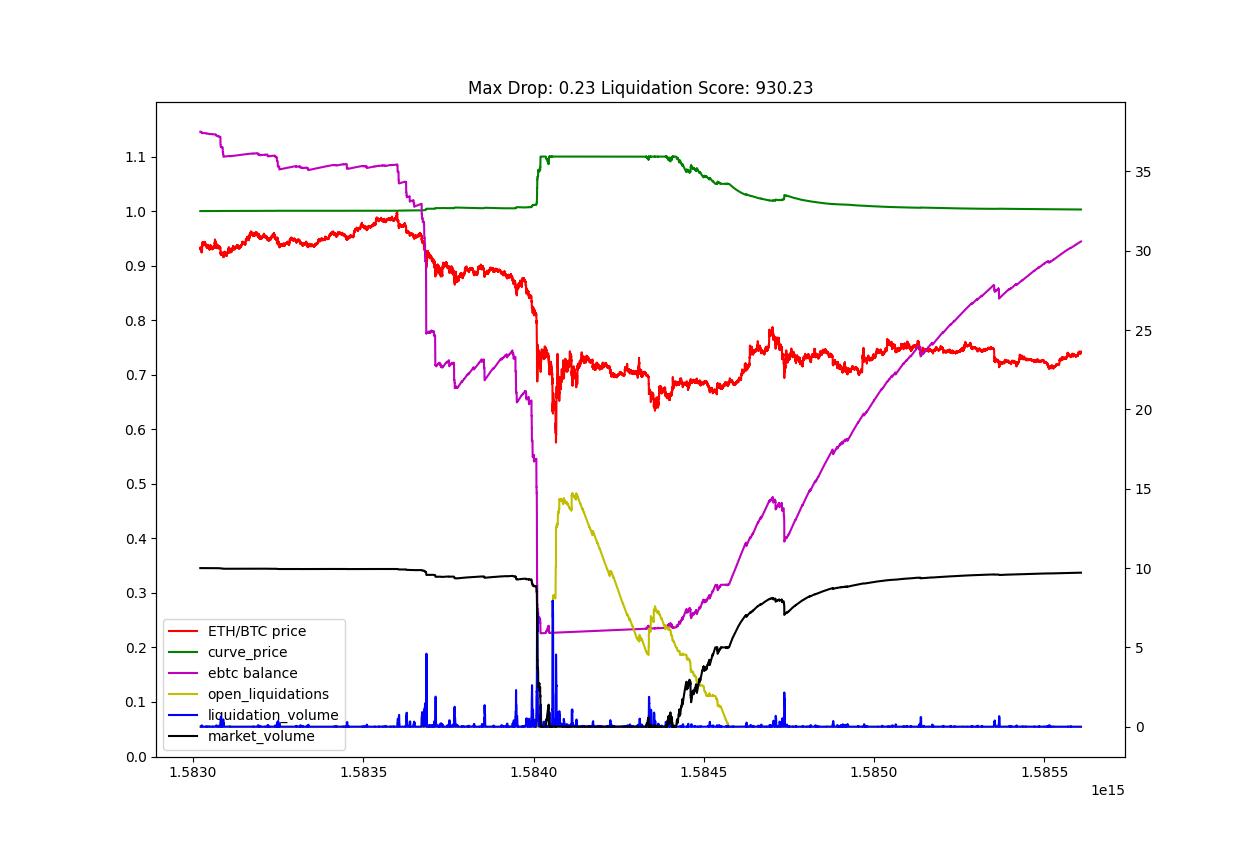 Max Drop: 0.23 Liquidation Score: 930.23
1.1
1.0
0.9
0.8
0.7
0.6
0.5
0.4
0.3
0.2
0.1
0.0
35
30
25
20
15
10
5
0
ETH/BTC price
curve_price
ebtc balance
open_liquidations
liquidation_volume
market_volume
1.5830 1.5835 1.5840 1.5845 1.5850 1.5855
1e15